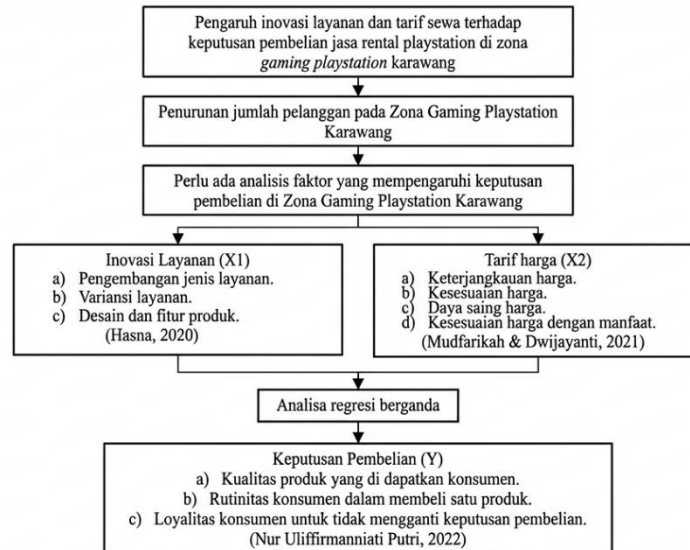 Pengaruh inovasi layanan dan tarif sewa terhadap
keputusan pembelian jasa rental playstation di zona
gaming playstation karawang
Penurunan jumlah pelanggan pada Zona Gaming Playstation
Karawang
Perlu ada analisis faktor yang mempengaruhi keputusan
pembelian di Zona Gaming Playstation Karawang
Inovasi Layanan (X1)
a) Pengembangan jenis layanan.
b) Variansi layanan.
c) Desain dan fitur produk.
(Hasna, 2020)
Tarif harga (X2)
a) Keterjangkauan harga.
b) Kesesuaian harga.
c) Daya saing harga.
d) Kesesuaian harga dengan manfaat.
(Mudfarikah & Dwijayanti, 2021)
Analisa regresi berganda
Keputusan Pembelian (Y)
a) Kualitas produk yang di dapatkan konsumen.
b) Rutinitas konsumen dalam membeli satu produk.
c) Loyalitas konsumen untuk tidak mengganti keputusan pembelian.
(Nur Uliffirmanniati Putri, 2022)